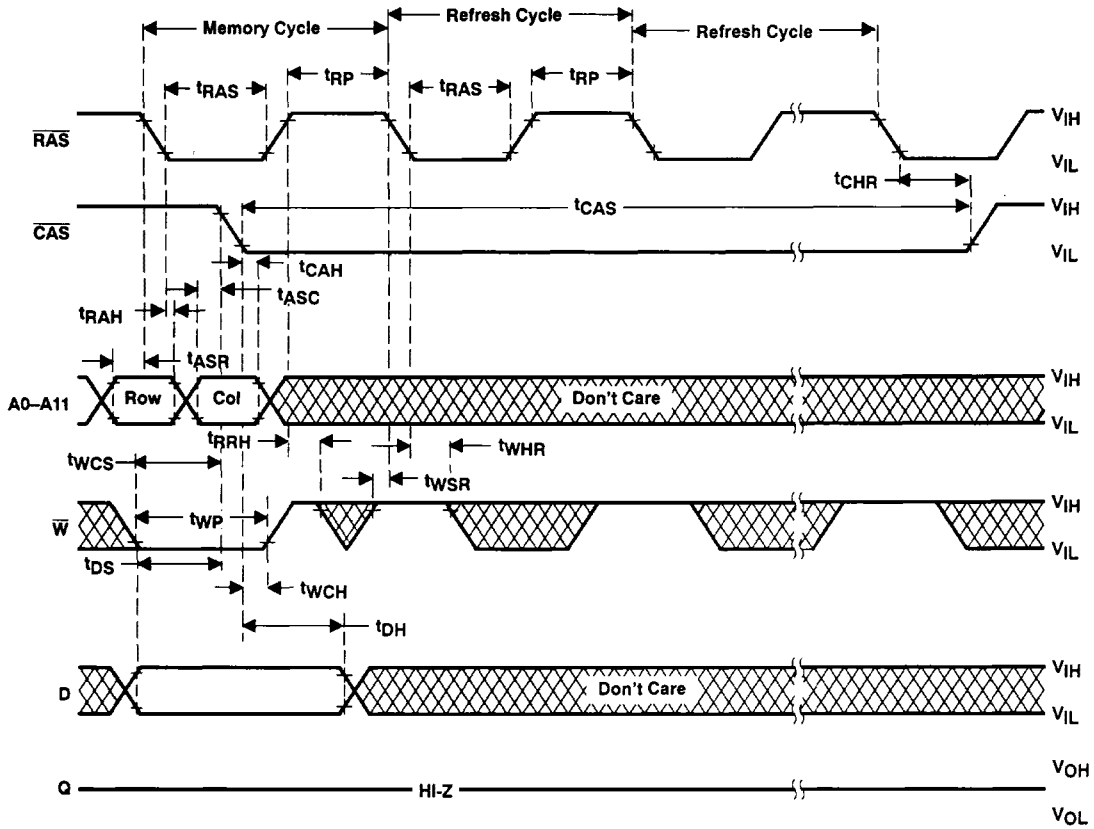 Memory Cycle
Refresh Cycle
Refresh Cycle
tRAS
tRP
tRAS
tRP
RAS
VIH
VIL
tCHR
tCAS
CAS
VIH
VIL
tCAH
tASC
tRAH
tASR
A0–A11
Row
Col
Don't Care
VIH
VIL
tRRH
tWHR
tWCS
tWSR
W
tWP
VIH
VIL
tDS
tWCH
tDH
D
Don't Care
VIH
VIL
Q
HI-Z
VOH
VOL